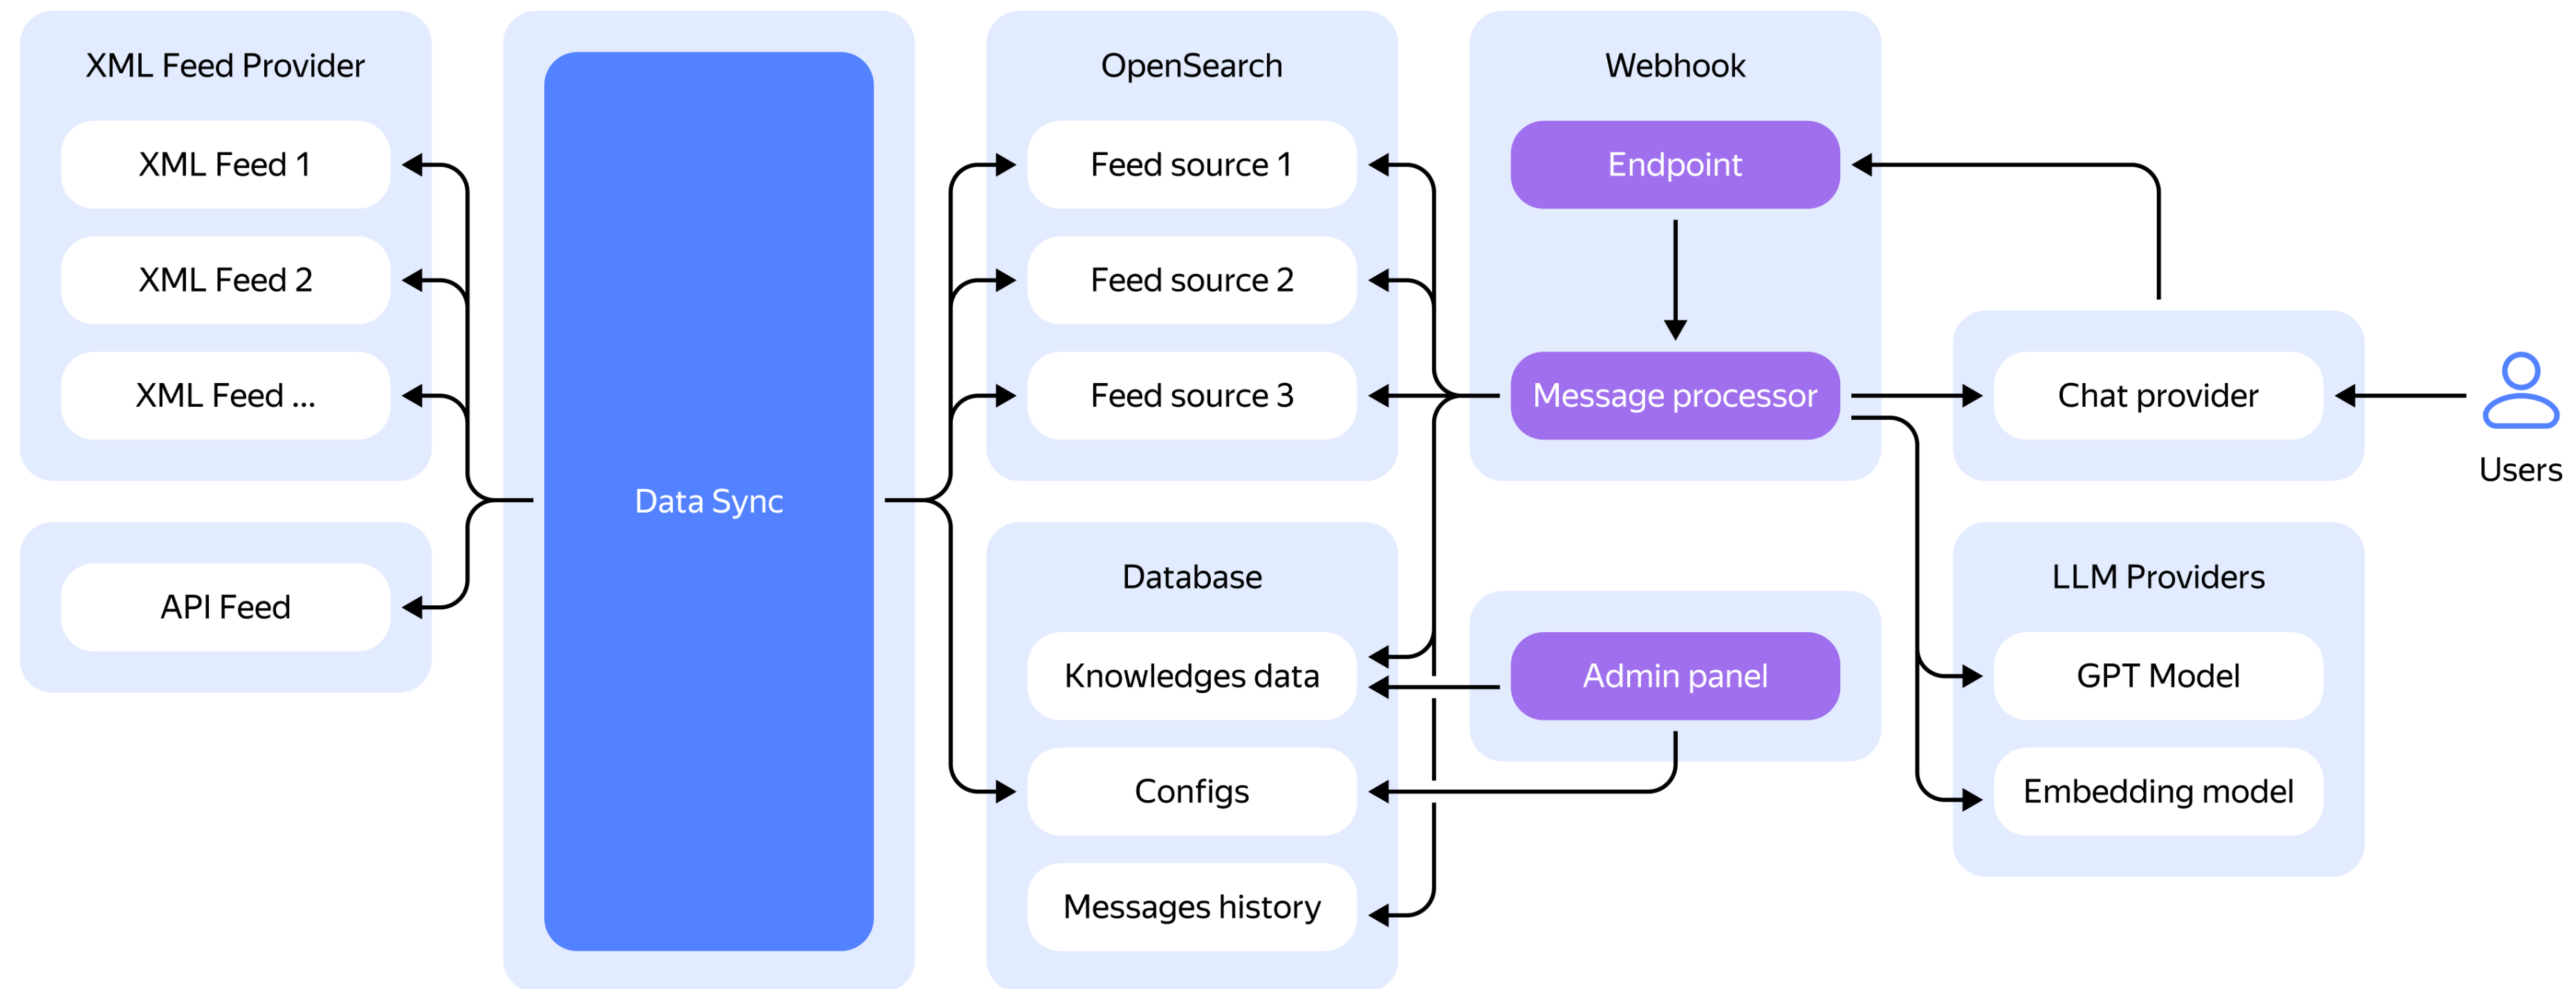 XML Feed Provider
XML Feed 1
XML Feed 2
XML Feed ...
API Feed
Data Sync
OpenSearch
Feed source 1
Feed source 2
Feed source 3
Database
Knowledges data
Configs
Messages history
Webhook
Endpoint
Message processor
Admin panel
Chat provider
LLM Providers
GPT Model
Embedding model
Users